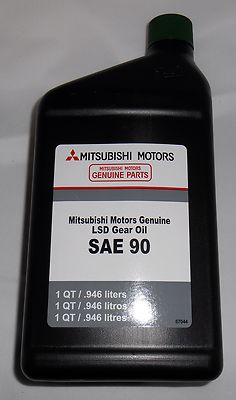 MITSUBISHI MOTORS
MITSUBISHI MOTORS
GENUINE PARTS
Mitsubishi Motors Genuine
LSD Gear Oil
SAE 90
1 QT / .946 liters
1 QT / .946 litros
1 QT / .946 litres
67044